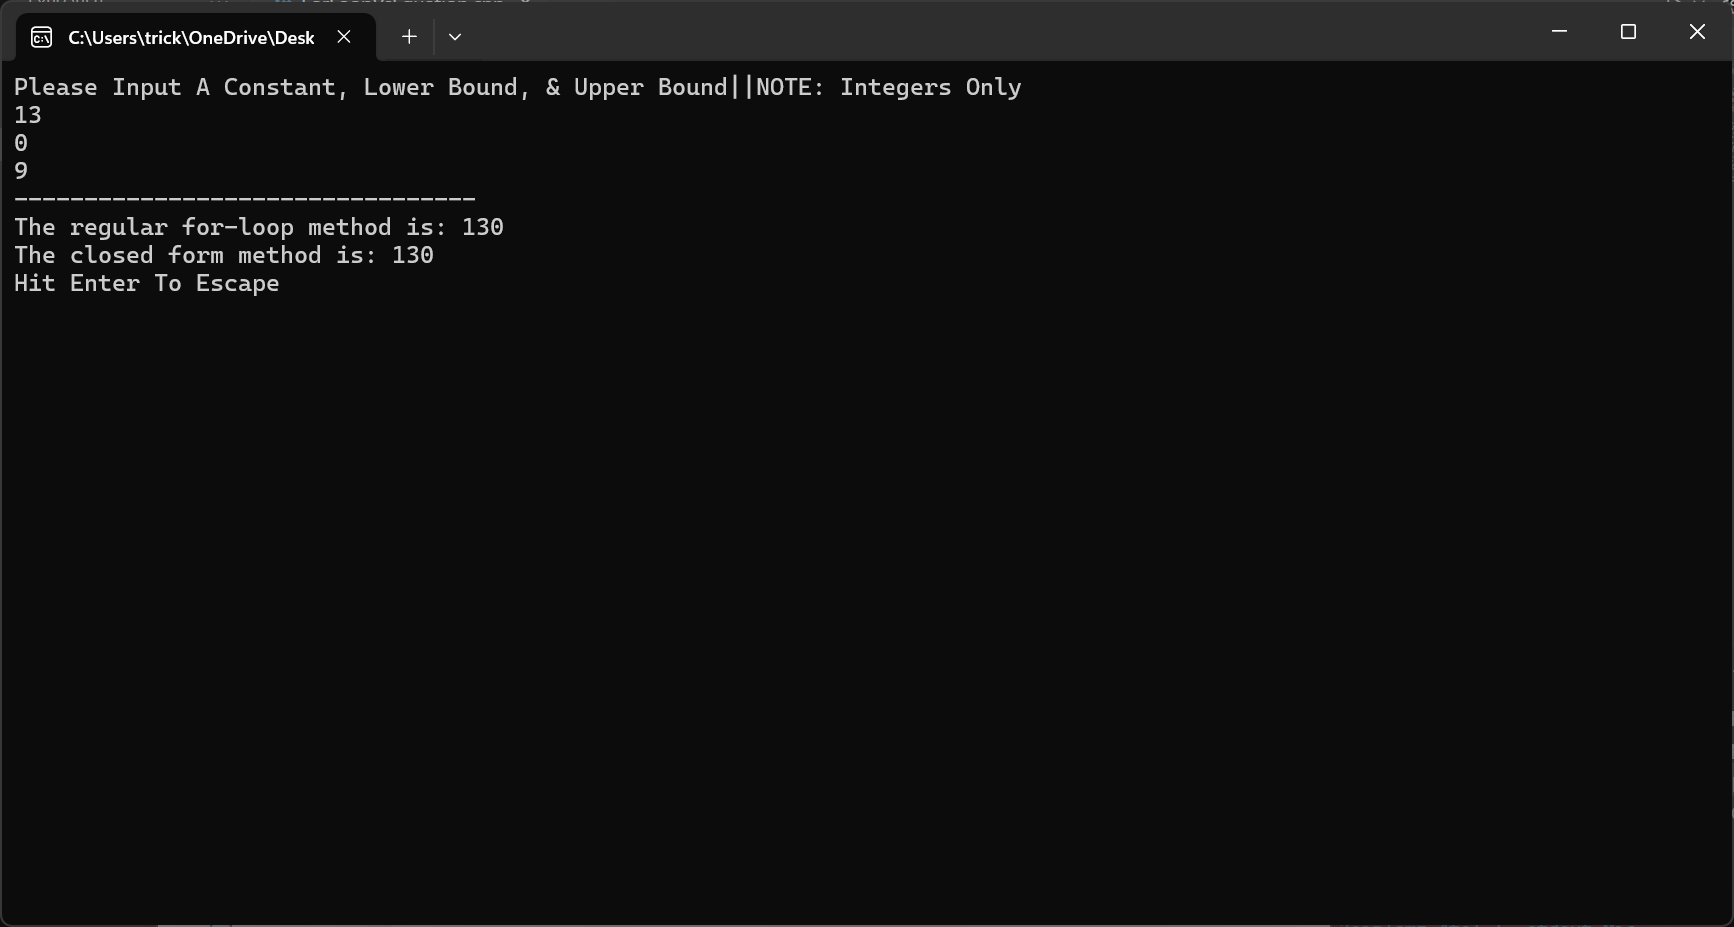 C:\Users\trick\OneDrive\Desk
Please Input A Constant, Lower Bound, & Upper Bound||NOTE: Integers Only
13
0
9
---------------------------------
The regular for-loop method is: 130
The closed form method is: 130
Hit Enter To Escape